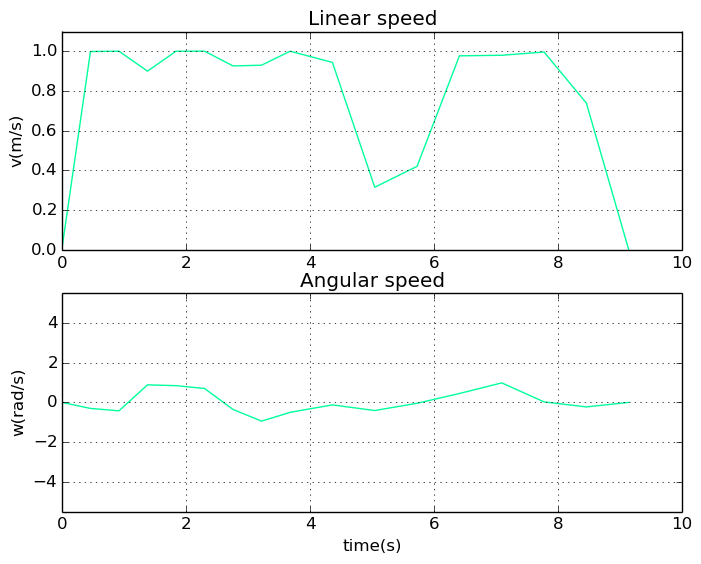 Linear speed
v(m/s)
1.0
0.8
0.6
0.4
0.2
0.0
0 2 4 6 8 10
Angular speed
w(rad/s)
4
2
0
−2
−4
0 2 4 6 8 10
time(s)